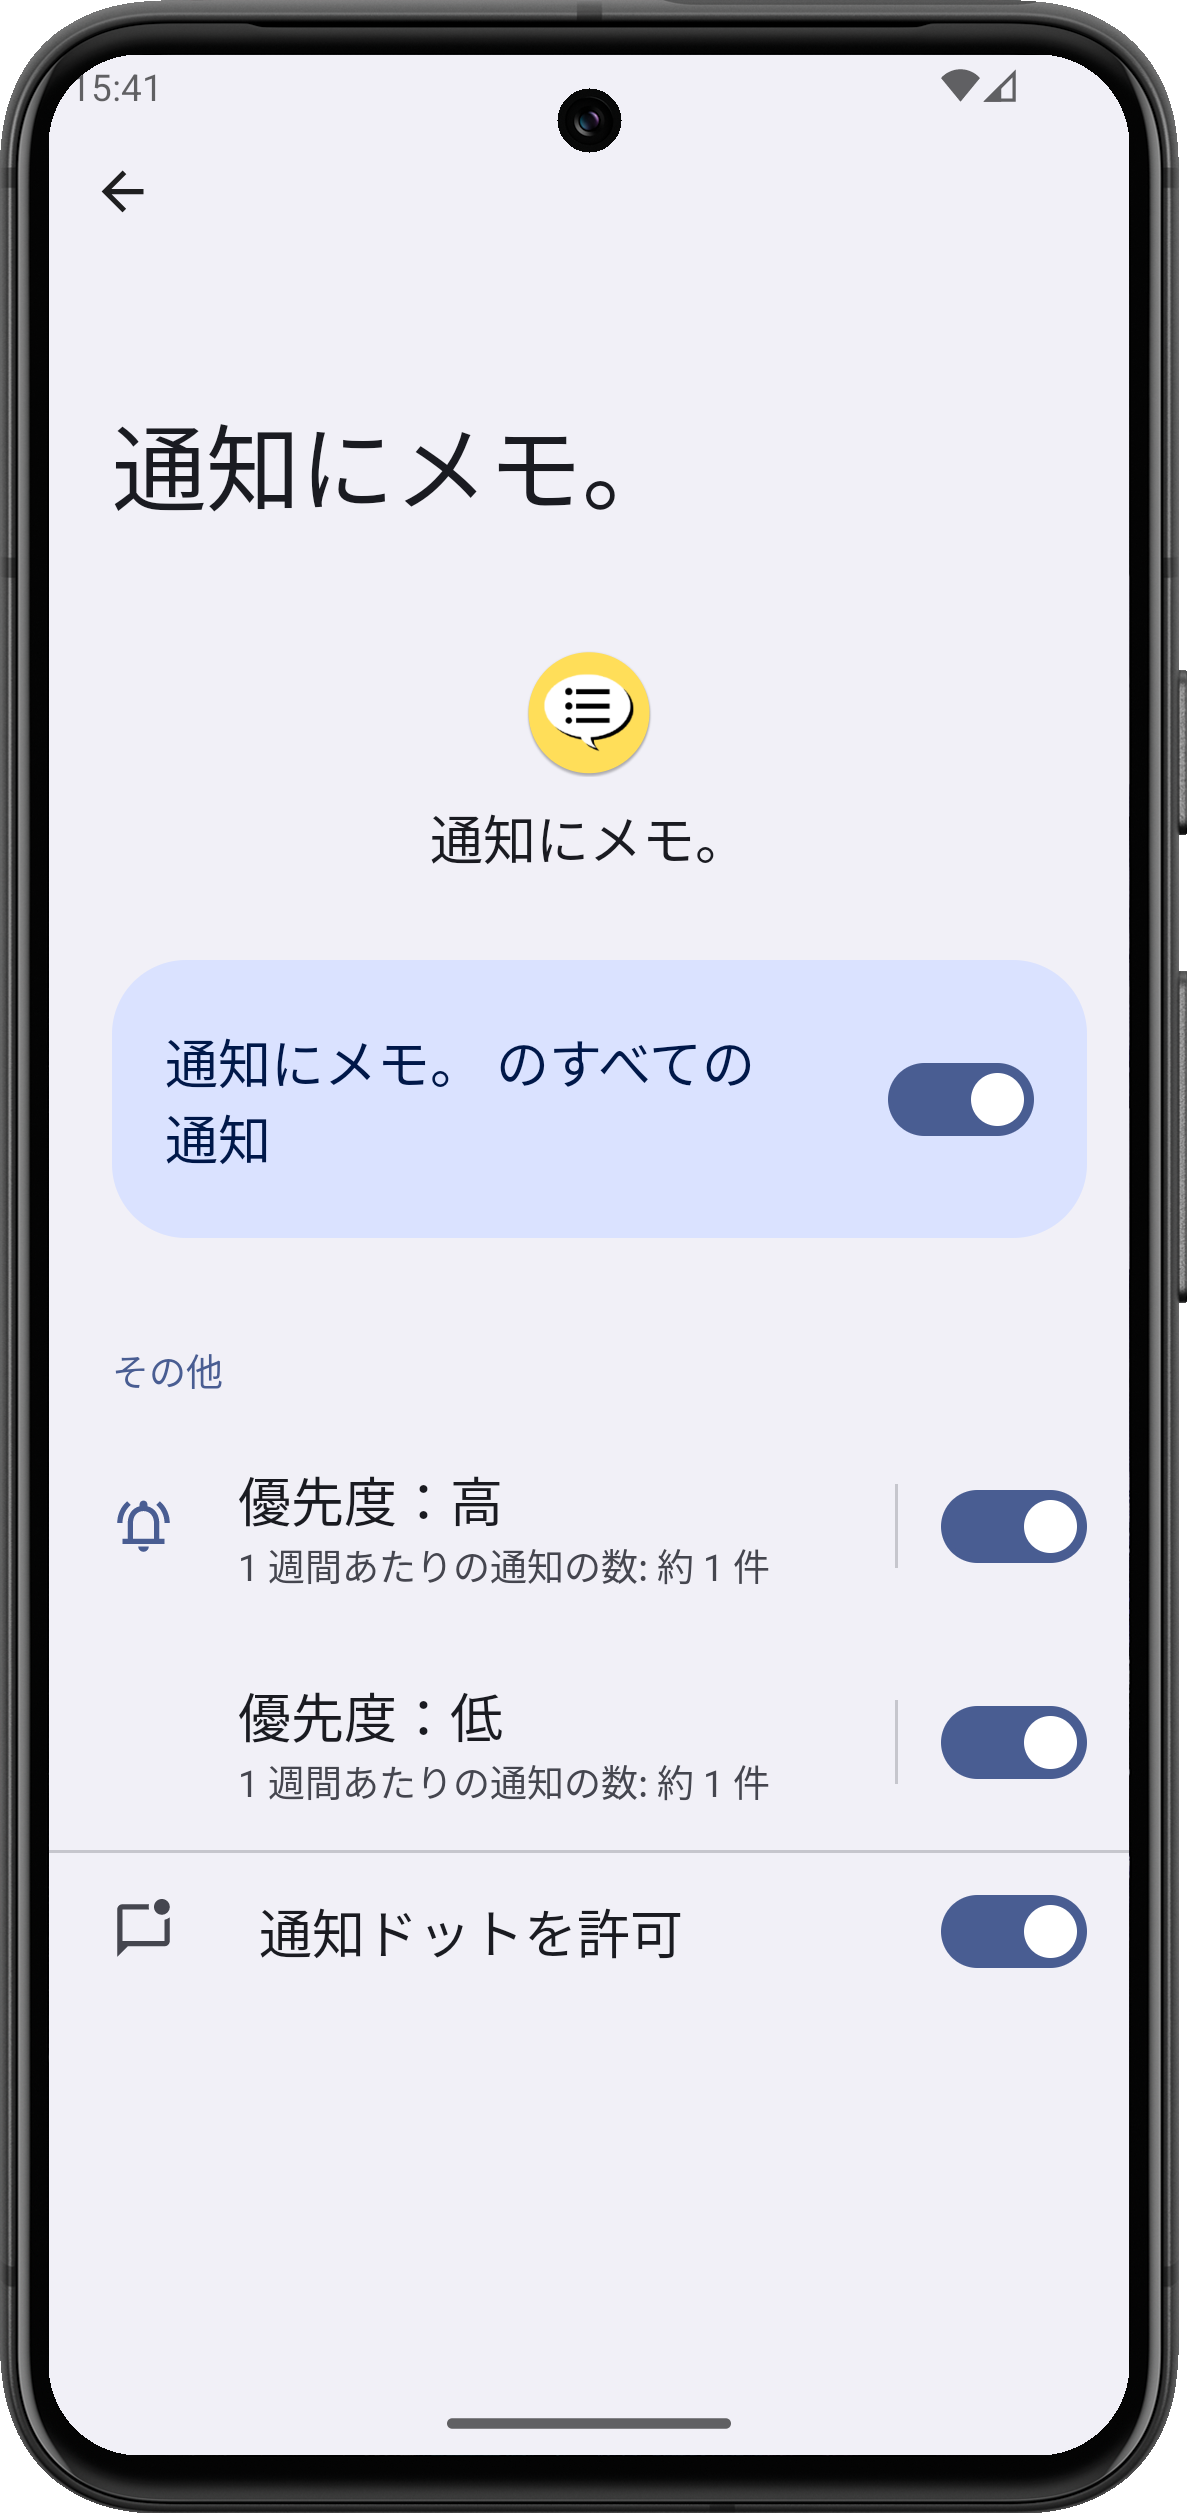 15:41
通知にメモ。
通知にメモ。
通知にメモ。 のすべての
通知
その他
優先度：高
1 週間あたりの通知の数: 約 1 件
優先度：低
1 週間あたりの通知の数: 約 1 件
通知ドットを許可